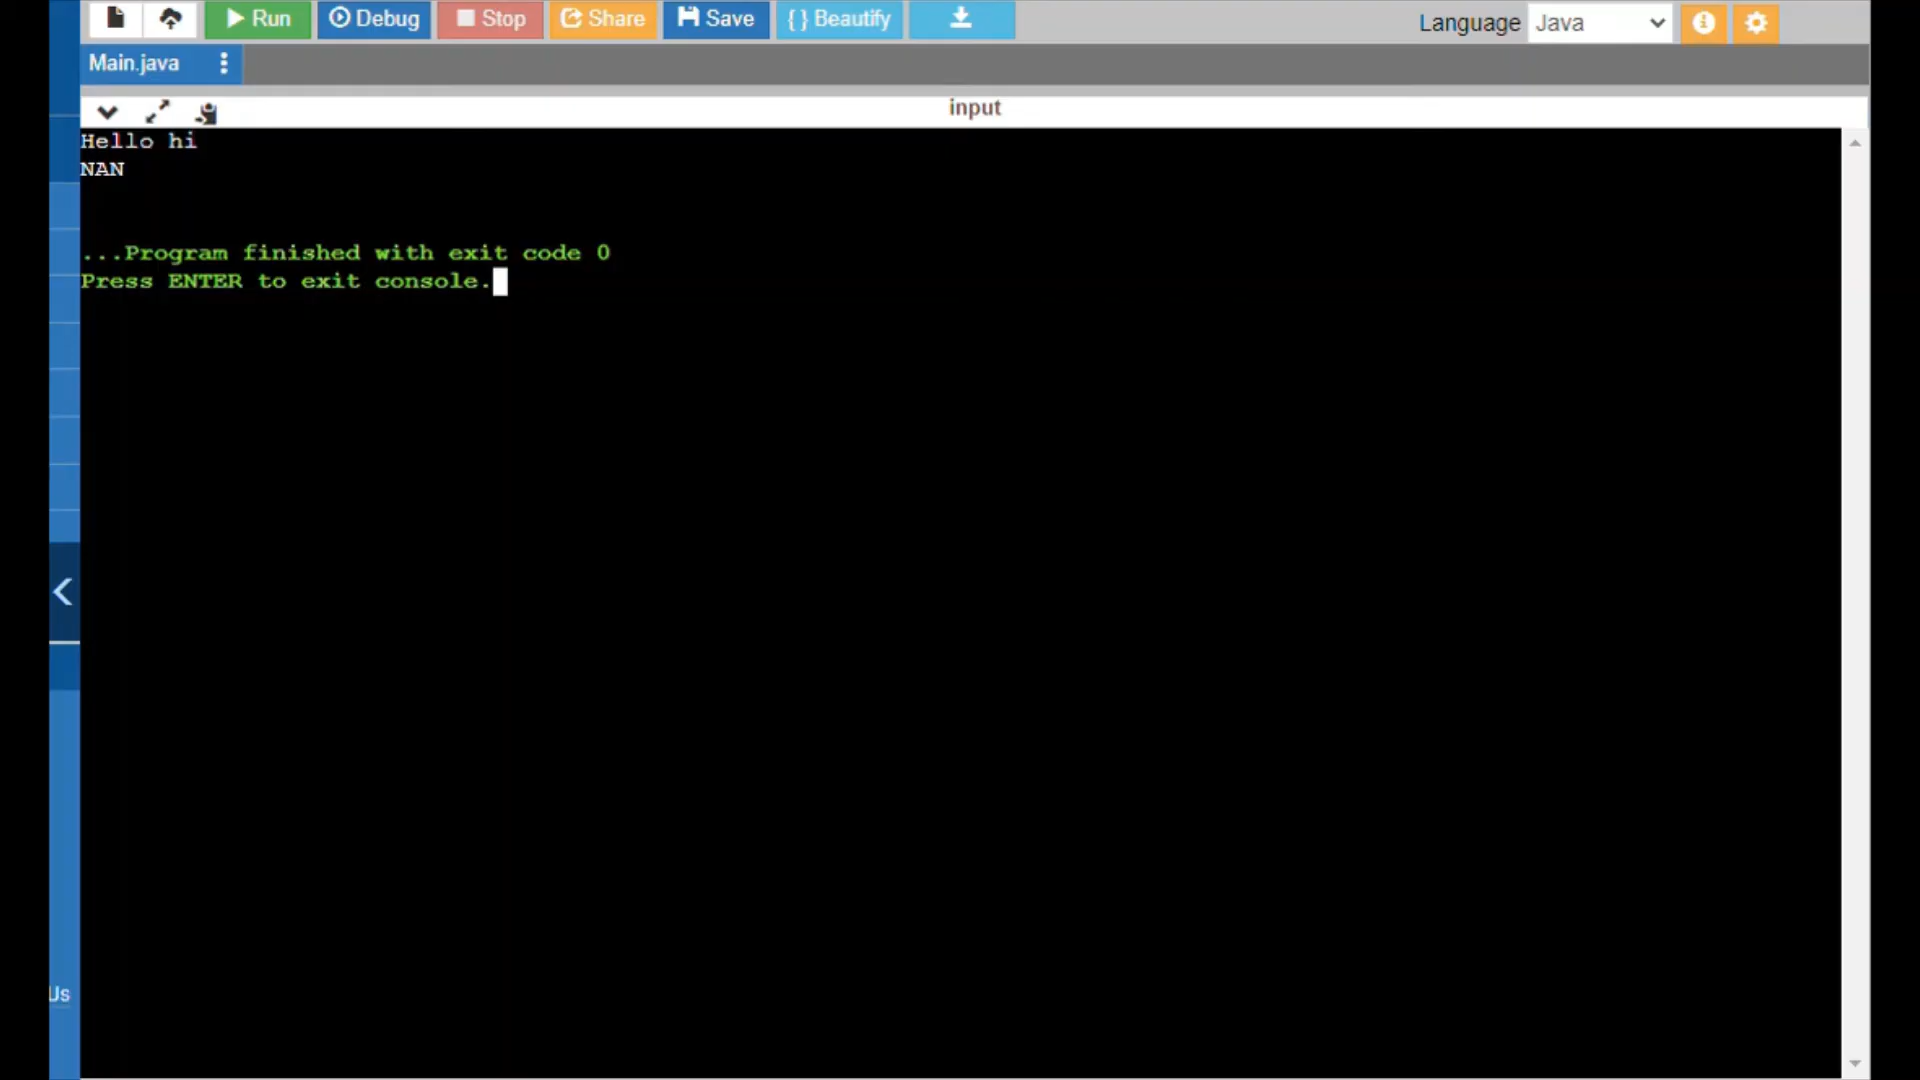 Run Debug Stop Share Save { } Beautify Language Java
Main.java
input
Hello hi
NAN
...Program finished with exit code 0
Press ENTER to exit console.
Us